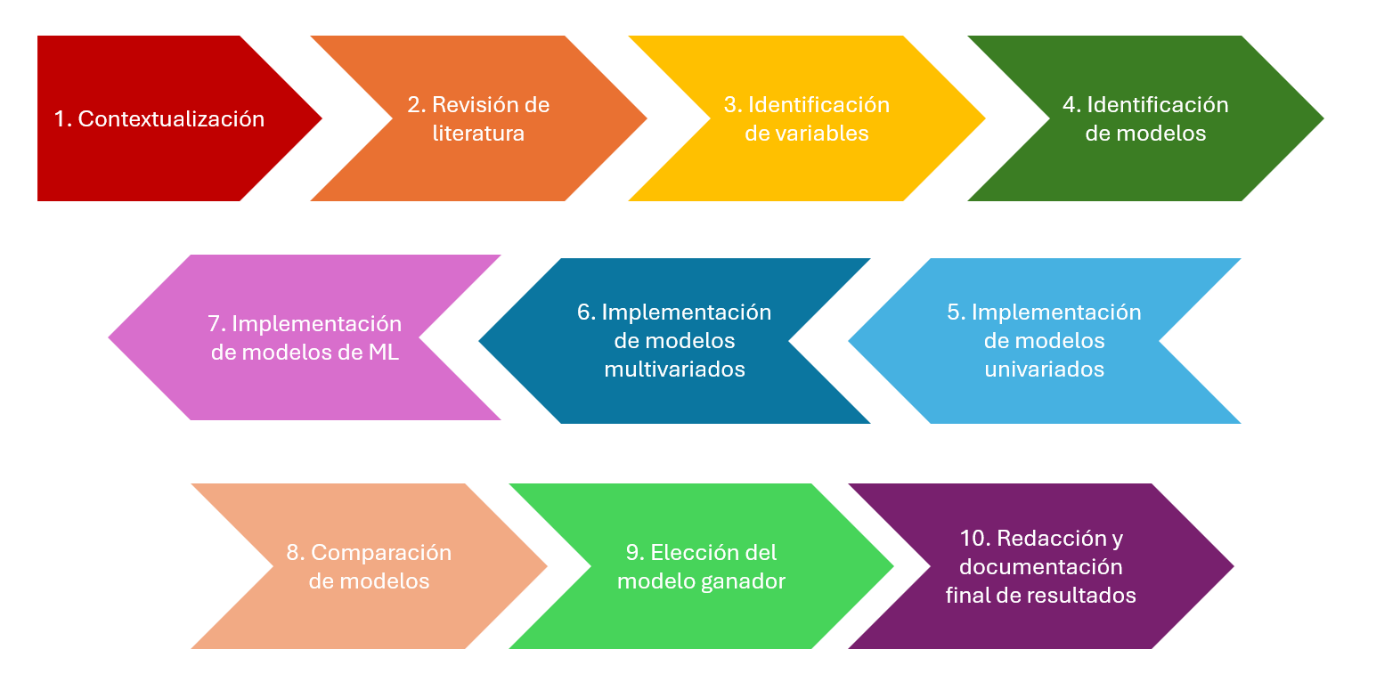 1. Contextualización
2. Revisión de
literatura
3. Identificación
de variables
4. Identificación
de modelos
5. Implementación
de modelos
univariados
6. Implementación
de modelos
multivariados
7. Implementación
de modelos de ML
8. Comparación
de modelos
9. Elección del
modelo ganador
10. Redacción y
documentación
final de resultados